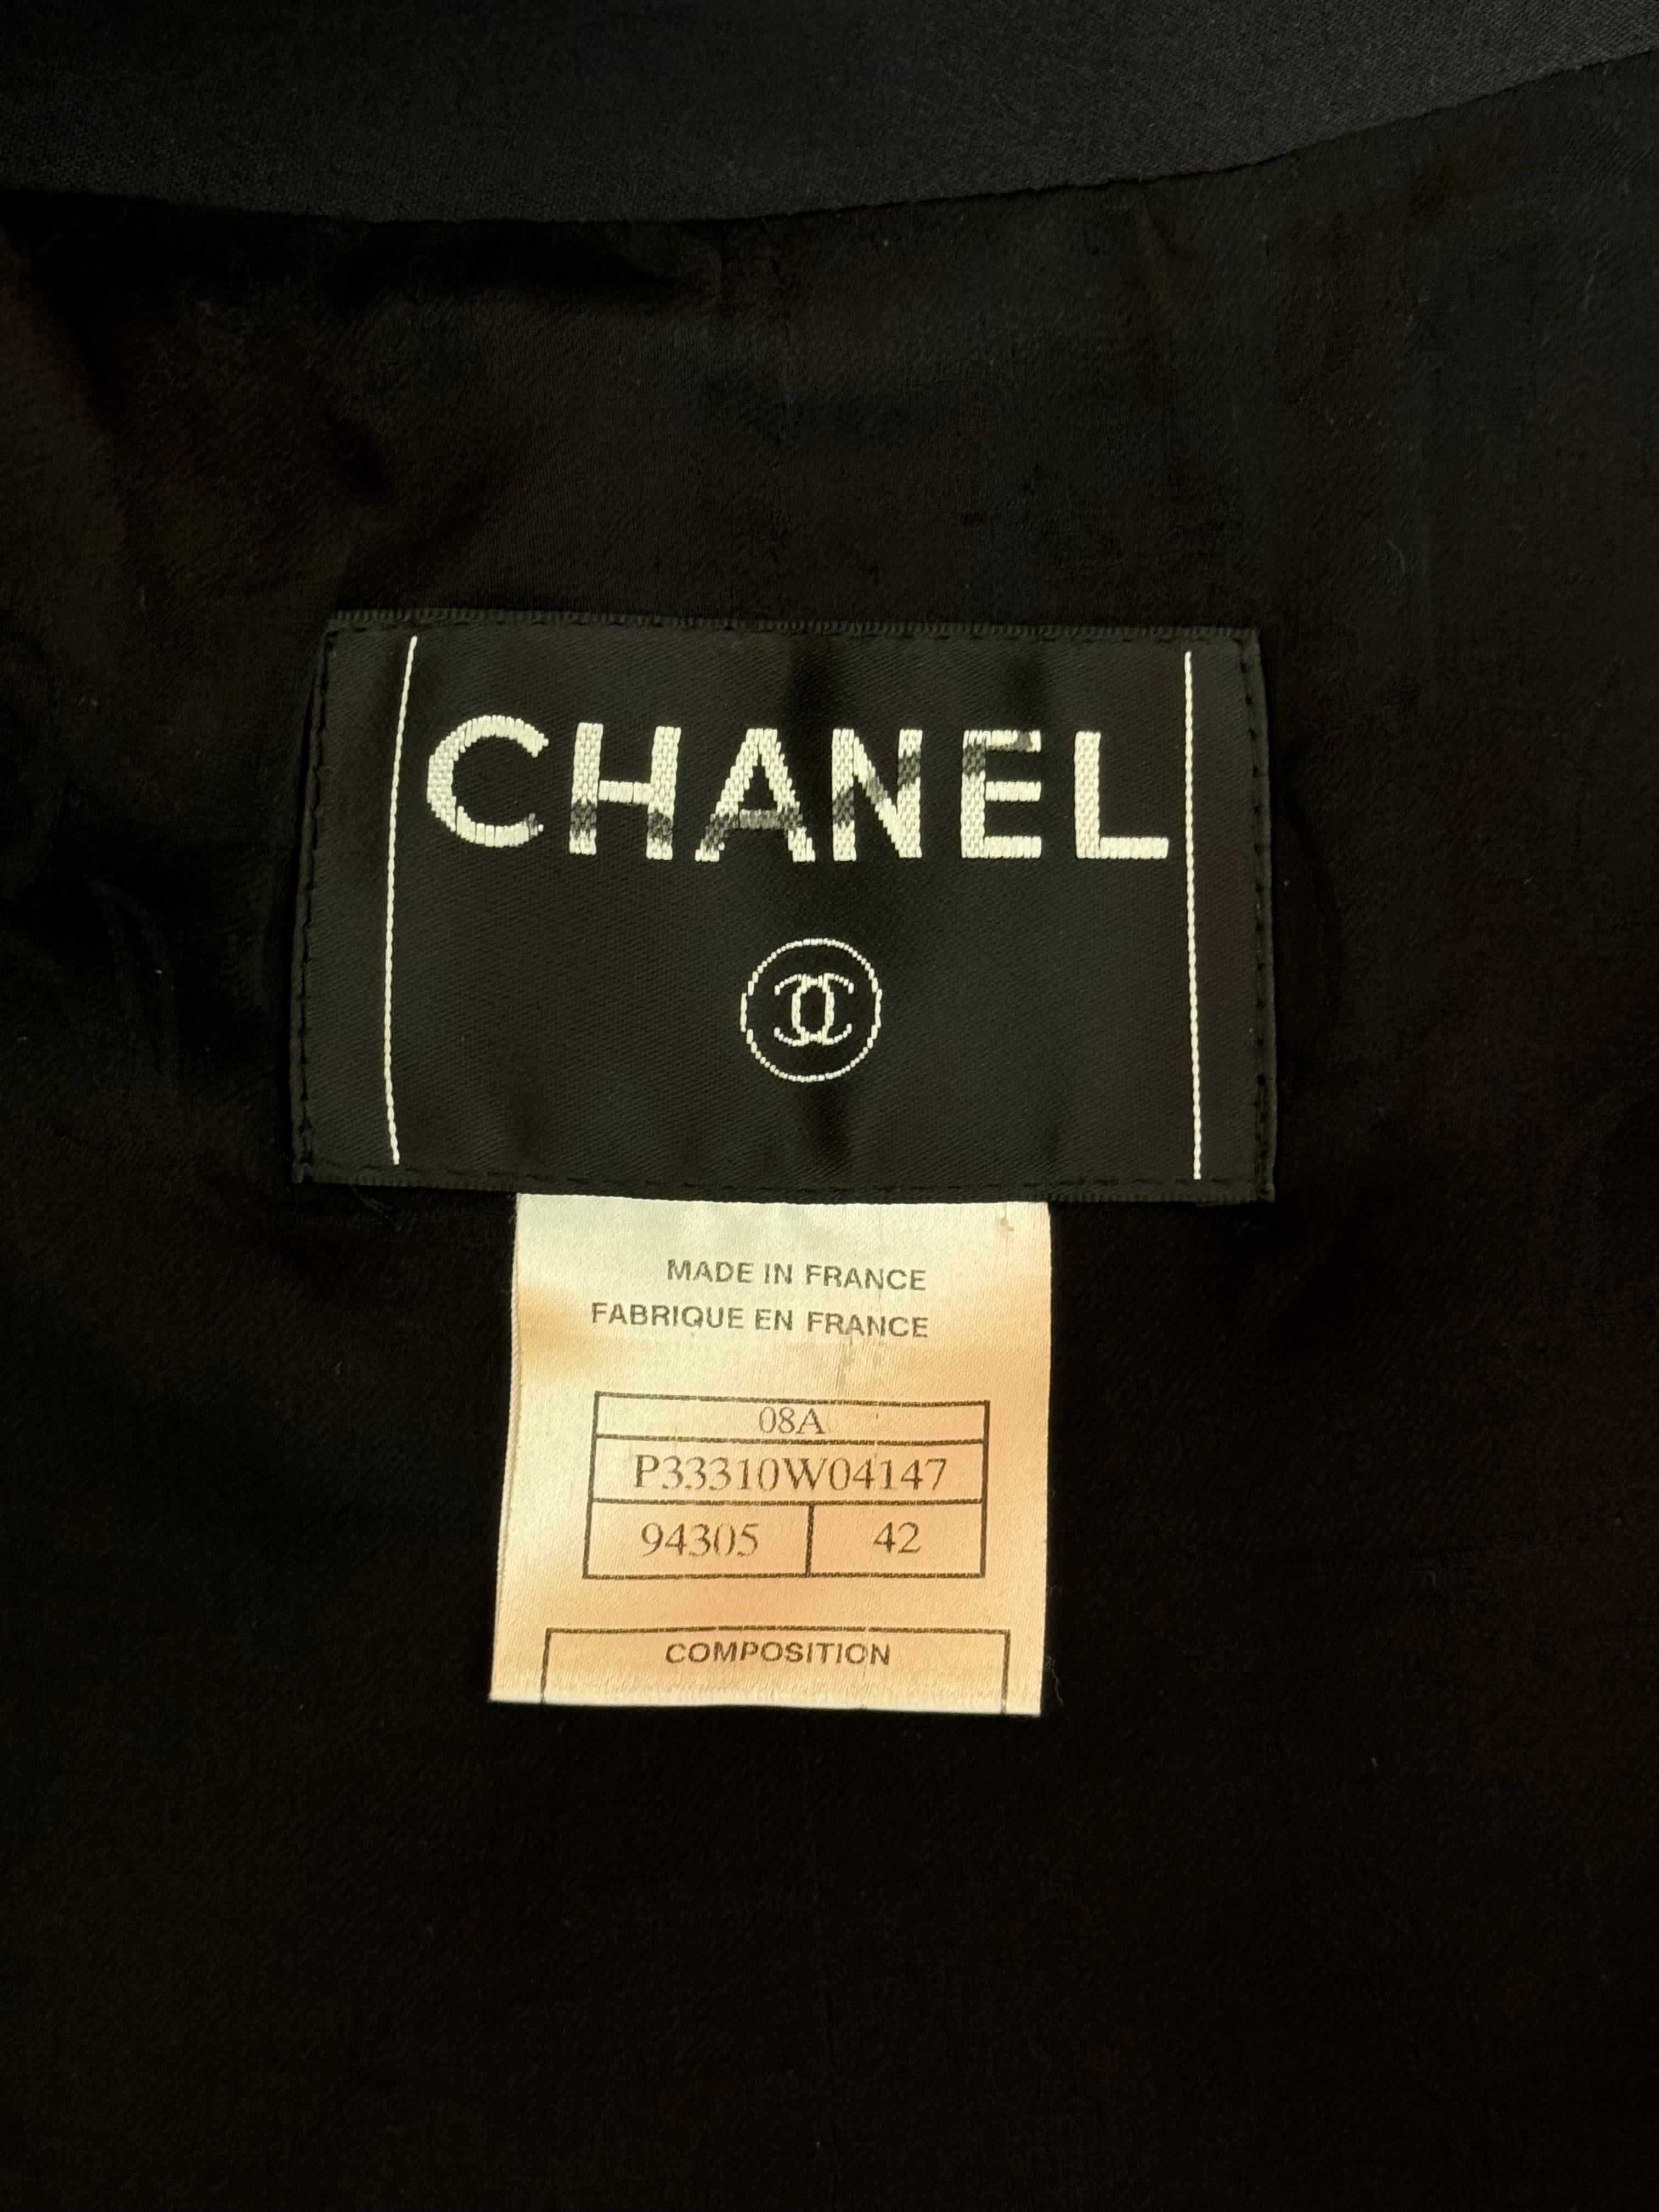 CHANEL
MADE IN FRANCE
FABRIQUE EN FRANCE
08A
P33310W04147
94305 42
COMPOSITION